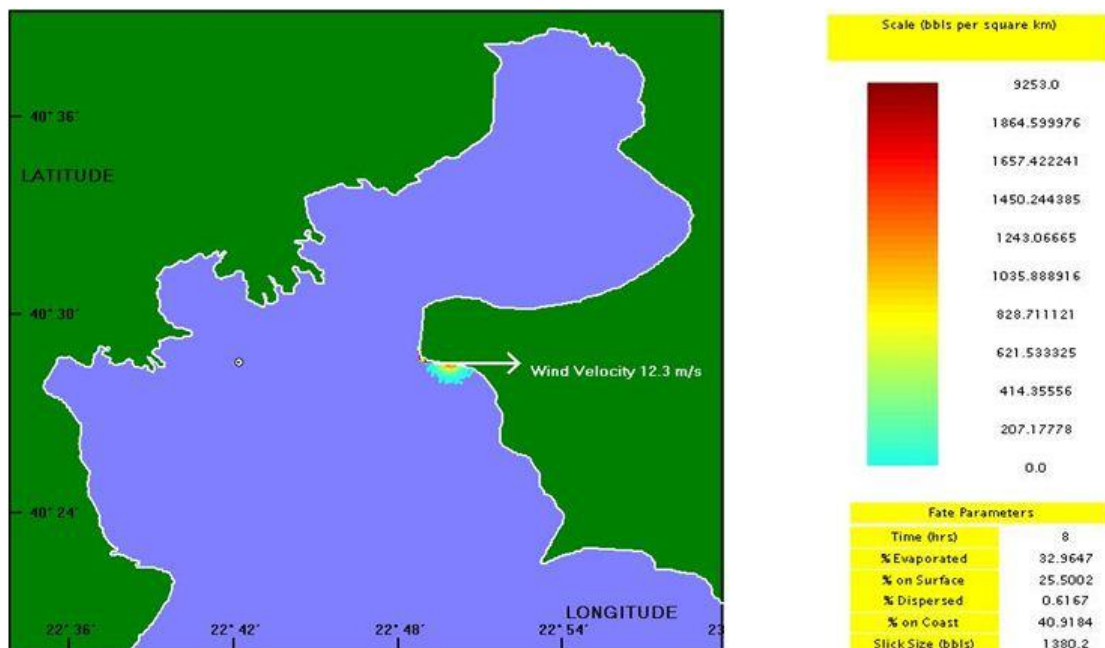 40° 36'
LATITUDE
40° 30'
Wind Velocity 12.3 m/s
40° 24'
LONGITUDE
22° 36' 22° 42' 22° 48' 22° 54' 23
Scale (bbls per square km)
9253.0
1864.599976
1657.422241
1450.244385
1243.06665
1035.888916
828.711121
621.533325
414.35556
207.17778
0.0
Fate Parameters
Time (hrs) 8
% Evaporated 32.9647
% on Surface 25.5002
% Dispersed 0.6167
% on Coast 40.9184
Slick Size (bbls) 1380.2